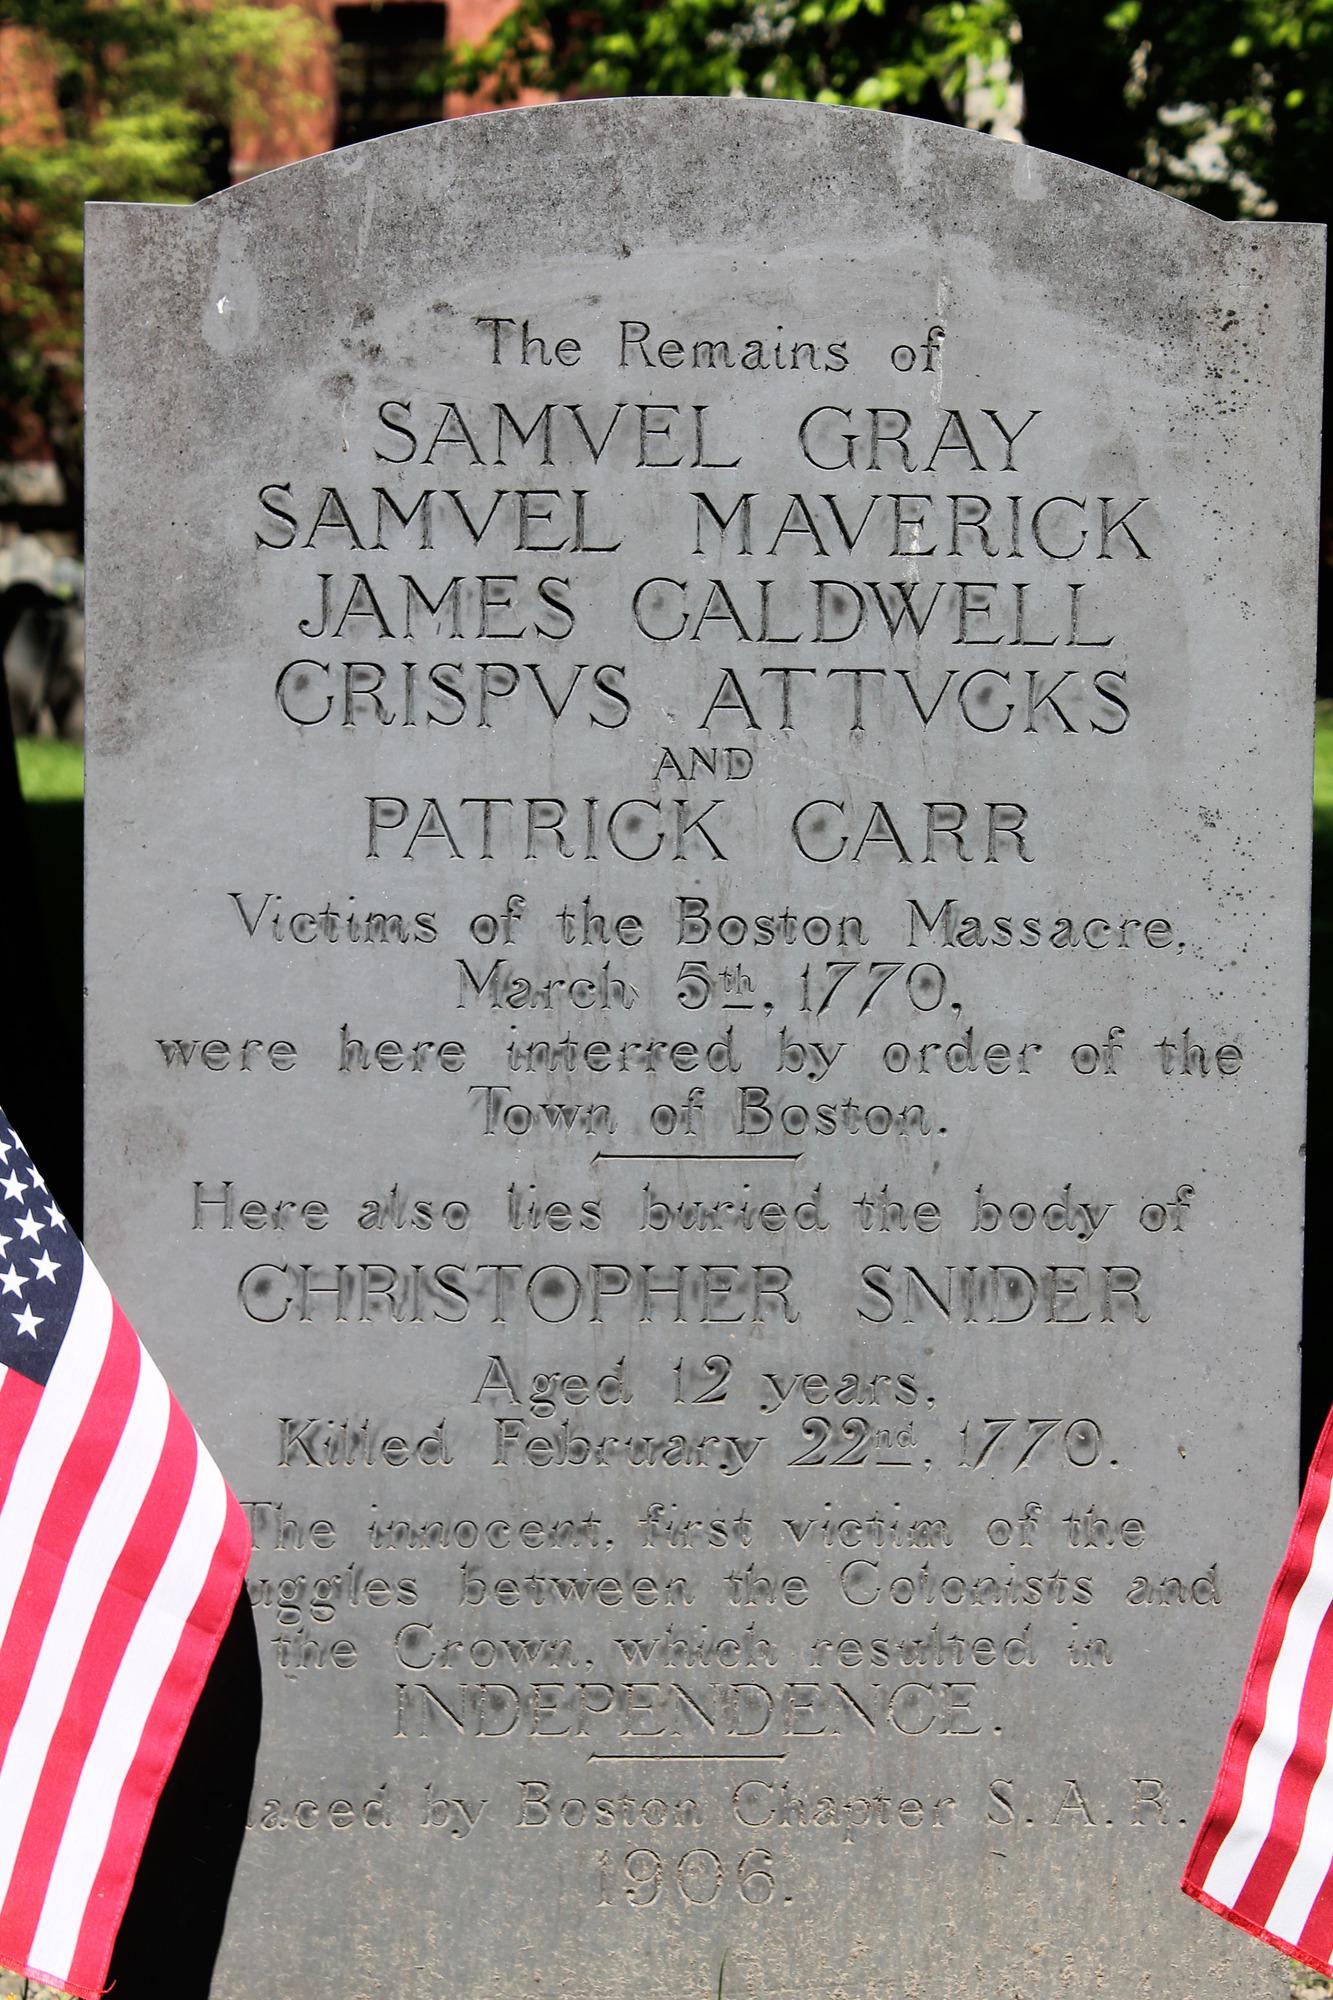 The Remains of
SAMVEL GRAY
SAMVEL MAVERICK
JAMES CALDWELL
CRISPVS ATTVCKS
AND
PATRICK CARR
Victims of the Boston Massacre,
March 5th, 1770,
were here interred by order of the
Town of Boston.
Here also lies buried the body of
CHRISTOPHER SNIDER
Aged 12 years,
Killed February 22nd, 1770.
The innocent, first victim of the
uggles between the Colonists and
the Crown, which resulted in
INDEPENDENCE.
laced by Boston Chapter S.A.R.
1906.